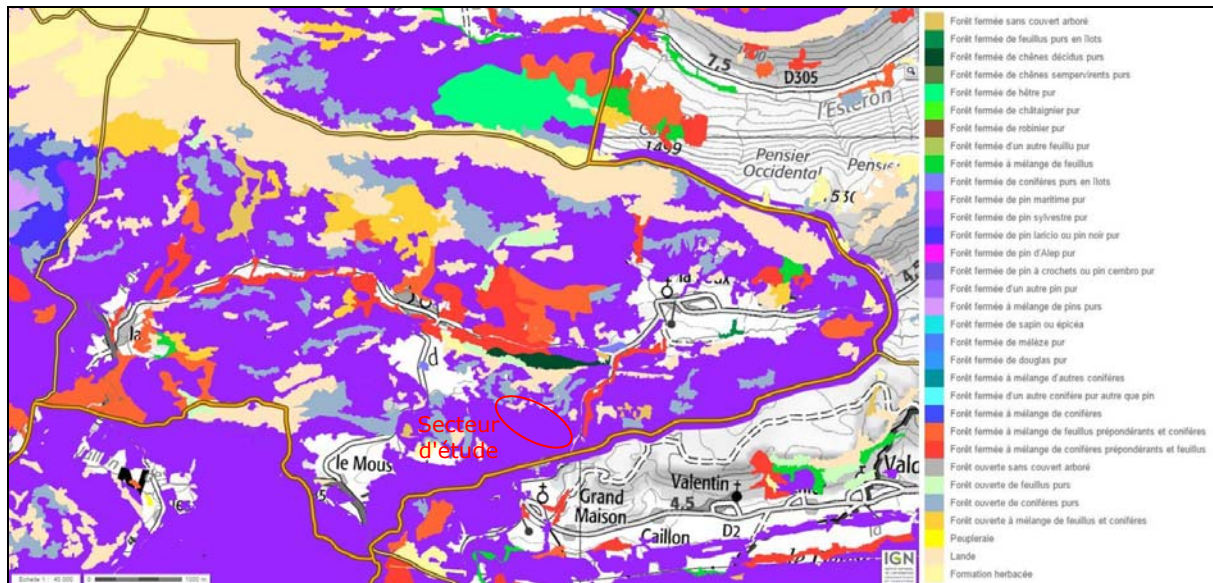 7,5
D305
l'Esteron
1499
Pensier
Occidental
530
la
d
Secteur
d'étude
le Mous
Grand
Maison
Valentin
4,5
Caillon
D2
Valc
Echelle 1 : 40 000
0
1000 m
IGN
Forêt fermée sans couvert arboré
Forêt fermée de feuillus purs en îlots
Forêt fermée de chênes décidus purs
Forêt fermée de chênes sempervirents purs
Forêt fermée de hêtre pur
Forêt fermée de châtaignier pur
Forêt fermée de robinier pur
Forêt fermée d'un autre feuillu pur
Forêt fermée à mélange de feuillus
Forêt fermée de conifères purs en îlots
Forêt fermée de pin maritime pur
Forêt fermée de pin sylvestre pur
Forêt fermée de pin laricio ou pin noir pur
Forêt fermée de pin d'Alep pur
Forêt fermée de pin à crochets ou pin cembro pur
Forêt fermée d'un autre pin pur
Forêt fermée à mélange de pins purs
Forêt fermée de sapin ou épicéa
Forêt fermée de mélèze pur
Forêt fermée de douglas pur
Forêt fermée à mélange d'autres conifères
Forêt fermée d'un autre conifère pur autre que pin
Forêt fermée à mélange de conifères
Forêt fermée à mélange de feuillus prépondérants et conifères
Forêt fermée à mélange de conifères prépondérants et feuillus
Forêt ouverte sans couvert arboré
Forêt ouverte de feuillus purs
Forêt ouverte de conifères purs
Forêt ouverte à mélange de feuillus et conifères
Peupleraie
Lande
Formation herbacée